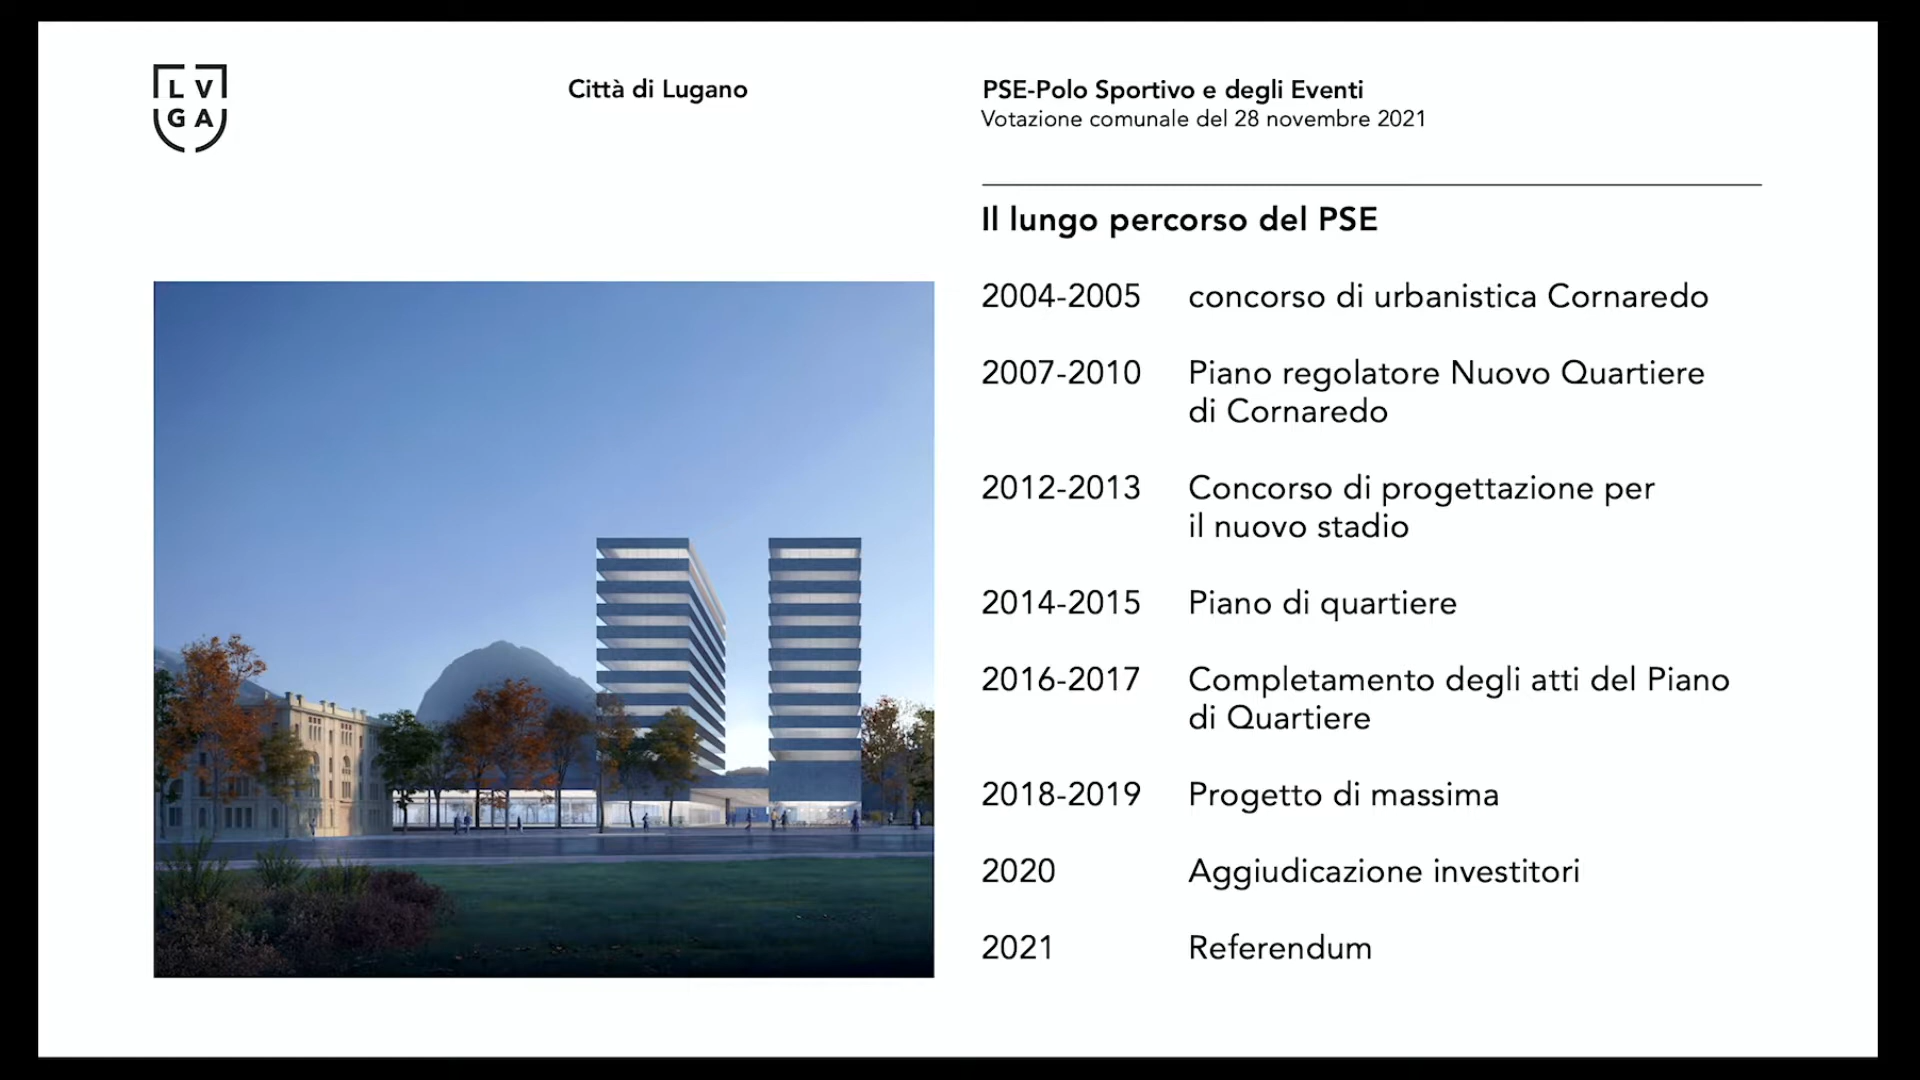 LV
GA
Città di Lugano
PSE-Polo Sportivo e degli Eventi
Votazione comunale del 28 novembre 2021
Il lungo percorso del PSE
2004-2005 concorso di urbanistica Cornaredo
2007-2010 Piano regolatore Nuovo Quartiere
di Cornaredo
2012-2013 Concorso di progettazione per
il nuovo stadio
2014-2015 Piano di quartiere
2016-2017 Completamento degli atti del Piano
di Quartiere
2018-2019 Progetto di massima
2020 Aggiudicazione investitori
2021 Referendum